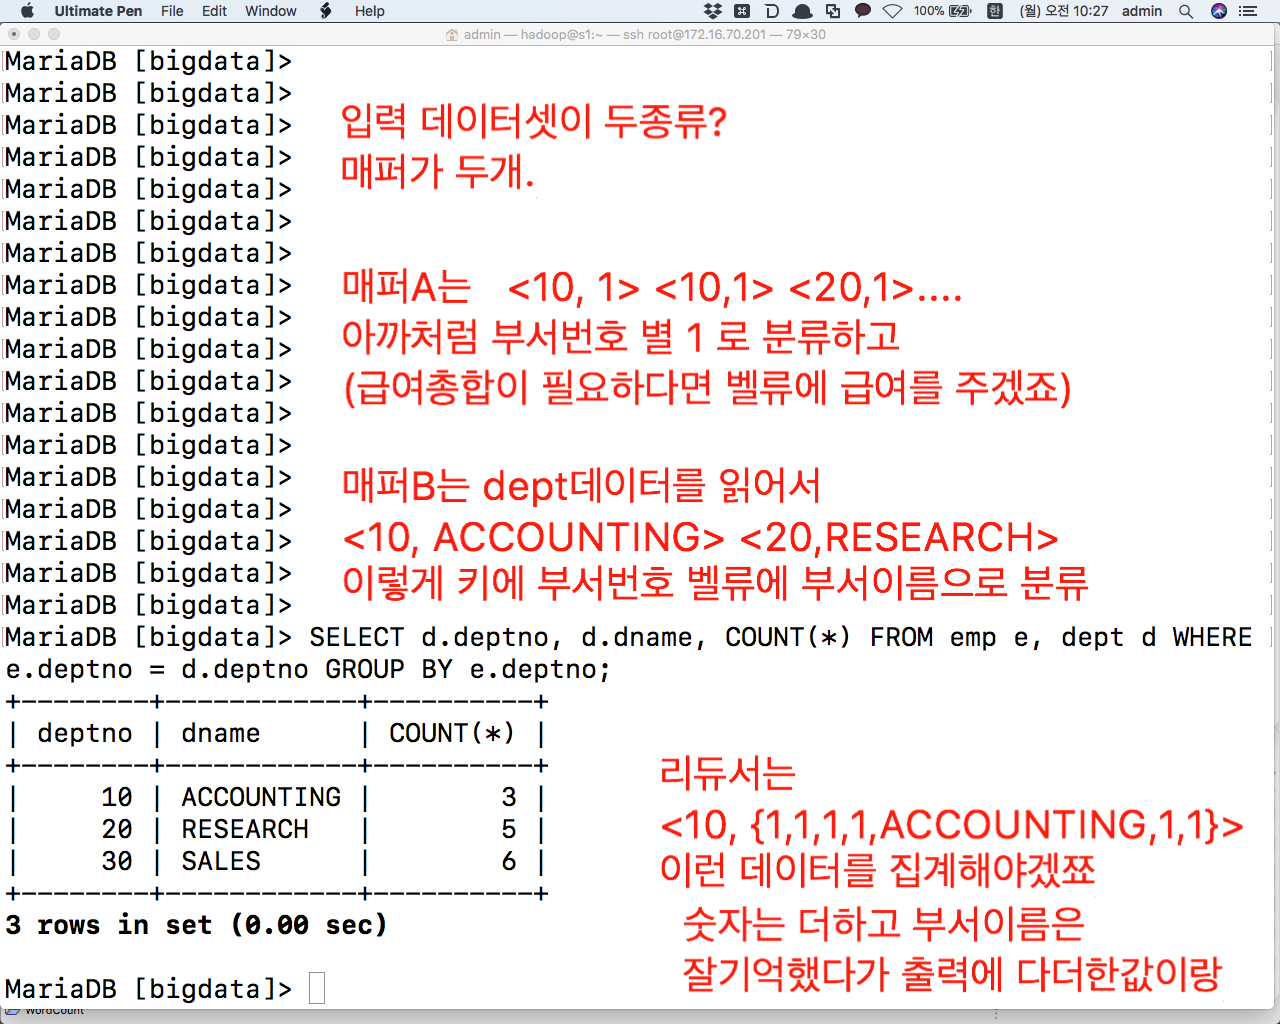 Ultimate Pen File Edit Window Help 100% 한 (월) 오전 10:27 admin
admin — hadoop@s1:~ — ssh root@172.16.70.201 — 79×30
MariaDB [bigdata]>
MariaDB [bigdata]>
MariaDB [bigdata]> 입력 데이터셋이 두종류?
MariaDB [bigdata]> 매퍼가 두개.
MariaDB [bigdata]>
MariaDB [bigdata]>
MariaDB [bigdata]>
MariaDB [bigdata]> 매퍼A는 <10, 1> <10,1> <20,1>....
MariaDB [bigdata]> 아까처럼 부서번호 별 1 로 분류하고
MariaDB [bigdata]>
MariaDB [bigdata]> (급여총합이 필요하다면 벨류에 급여를 주겠죠)
MariaDB [bigdata]>
MariaDB [bigdata]>
MariaDB [bigdata]> 매퍼B는 dept데이터를 읽어서
MariaDB [bigdata]>
MariaDB [bigdata]> <10, ACCOUNTING> <20,RESEARCH>
MariaDB [bigdata]> 이렇게 키에 부서번호 벨류에 부서이름으로 분류
MariaDB [bigdata]>
MariaDB [bigdata]> SELECT d.deptno, d.dname, COUNT(*) FROM emp e, dept d WHERE
e.deptno = d.deptno GROUP BY e.deptno;
+--------+------------+----------+
| deptno | dname      | COUNT(*) |
+--------+------------+----------+
|     10 | ACCOUNTING |        3 |
|     20 | RESEARCH   |        5 |
|     30 | SALES      |        6 |
+--------+------------+----------+
3 rows in set (0.00 sec)
리듀서는
<10, {1,1,1,1,ACCOUNTING,1,1}>
이런 데이터를 집계해야겠쬬
숫자는 더하고 부서이름은
잘기억했다가 출력에 다더한값이랑
MariaDB [bigdata]>
WordCount